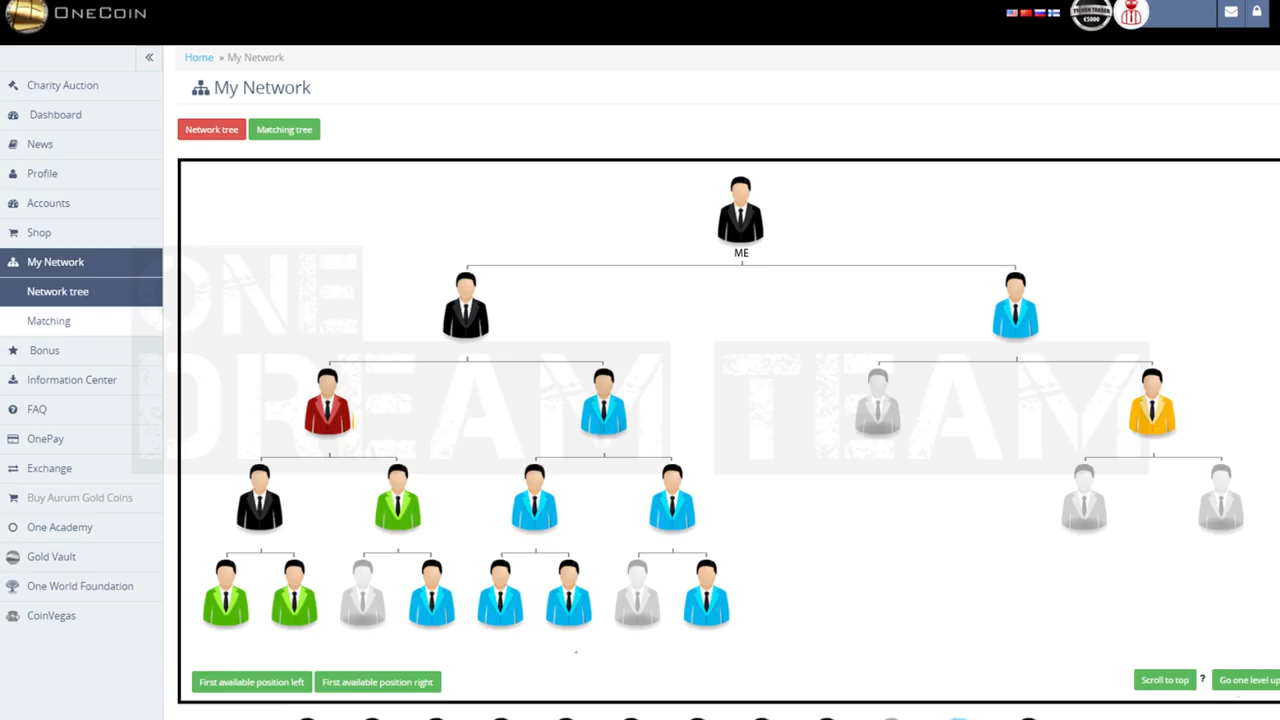 ONECOIN
TYCOON TRADER
€5000
Home » My Network
My Network
Network tree
Matching tree
Charity Auction
Dashboard
News
Profile
Accounts
Shop
My Network
Network tree
Matching
Bonus
Information Center
FAQ
OnePay
Exchange
Buy Aurum Gold Coins
One Academy
Gold Vault
One World Foundation
CoinVegas
ME
ONE
DREAM TEAM
First available position left
First available position right
Scroll to top
?
Go one level up